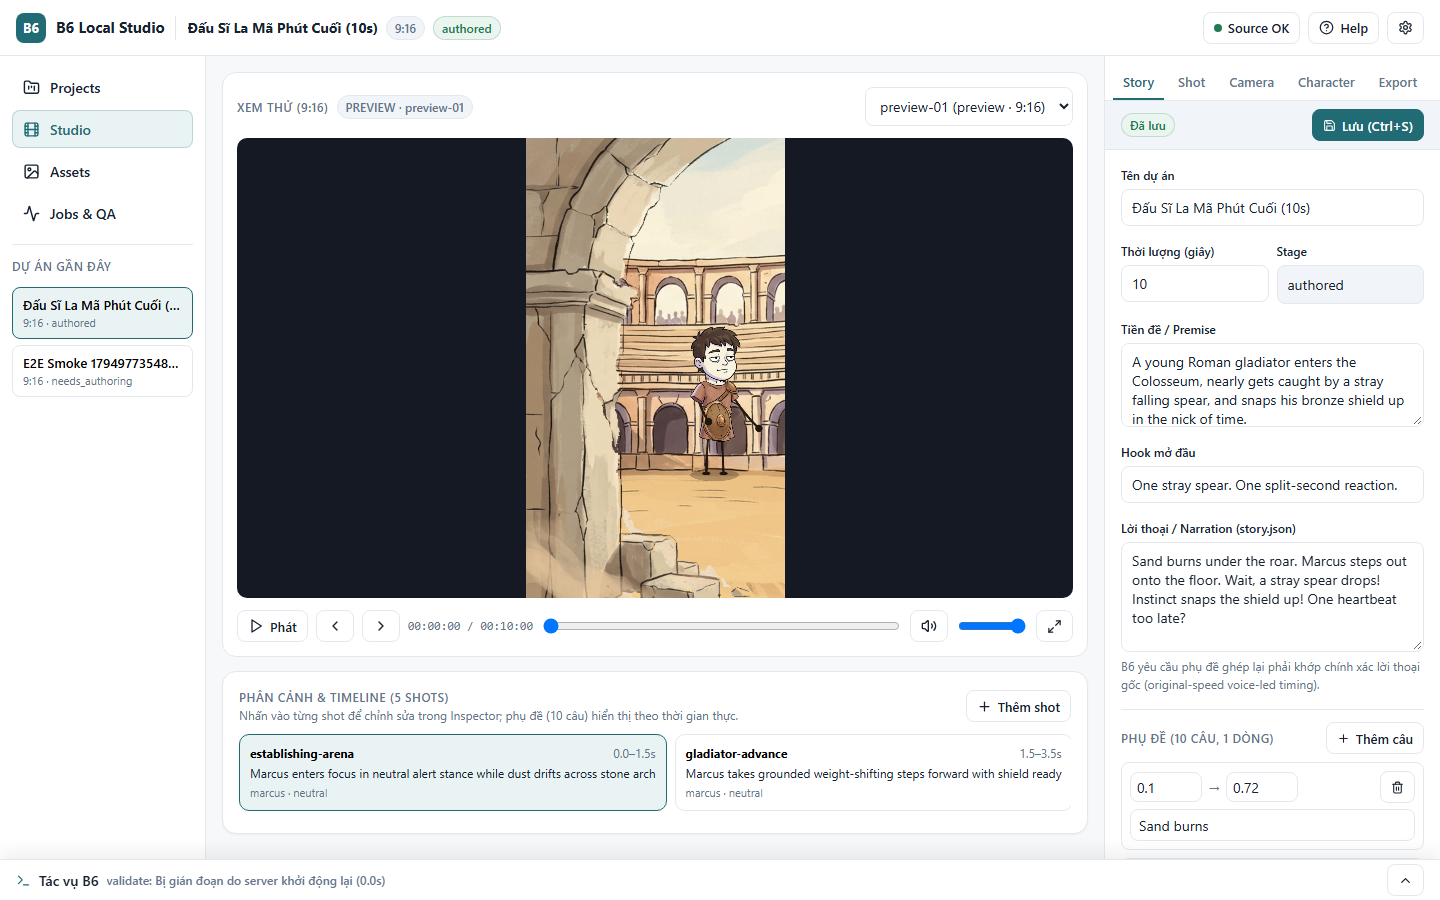 B6 B6 Local Studio Đấu Sĩ La Mã Phút Cuối (10s) 9:16 authored Source OK Help
Projects
Studio
Assets
Jobs & QA
DỰ ÁN GẦN ĐÂY
Đấu Sĩ La Mã Phút Cuối (...
9:16 · authored
E2E Smoke 17949773548...
9:16 · needs_authoring
XEM THỬ (9:16) PREVIEW · preview-01 preview-01 (preview · 9:16)
Phát 00:00:00 / 00:10:00
PHÂN CẢNH & TIMELINE (5 SHOTS)
Nhấn vào từng shot để chỉnh sửa trong Inspector; phụ đề (10 câu) hiển thị theo thời gian thực.
Thêm shot
establishing-arena 0.0–1.5s
Marcus enters focus in neutral alert stance while dust drifts across stone arch
marcus · neutral
gladiator-advance 1.5–3.5s
Marcus takes grounded weight-shifting steps forward with shield ready
marcus · neutral
Story Shot Camera Character Export
Đã lưu Lưu (Ctrl+S)
Tên dự án
Đấu Sĩ La Mã Phút Cuối (10s)
Thời lượng (giây) Stage
10 authored
Tiền đề / Premise
A young Roman gladiator enters the
Colosseum, nearly gets caught by a stray
falling spear, and snaps his bronze shield up
in the nick of time.
Hook mở đầu
One stray spear. One split-second reaction.
Lời thoại / Narration (story.json)
Sand burns under the roar. Marcus steps out
onto the floor. Wait, a stray spear drops!
Instinct snaps the shield up! One heartbeat
too late?
B6 yêu cầu phụ đề ghép lại phải khớp chính xác lời thoại
gốc (original-speed voice-led timing).
PHỤ ĐỀ (10 CÂU, 1 DÒNG) Thêm câu
0.1 → 0.72
Sand burns
Tác vụ B6 validate: Bị gián đoạn do server khởi động lại (0.0s)